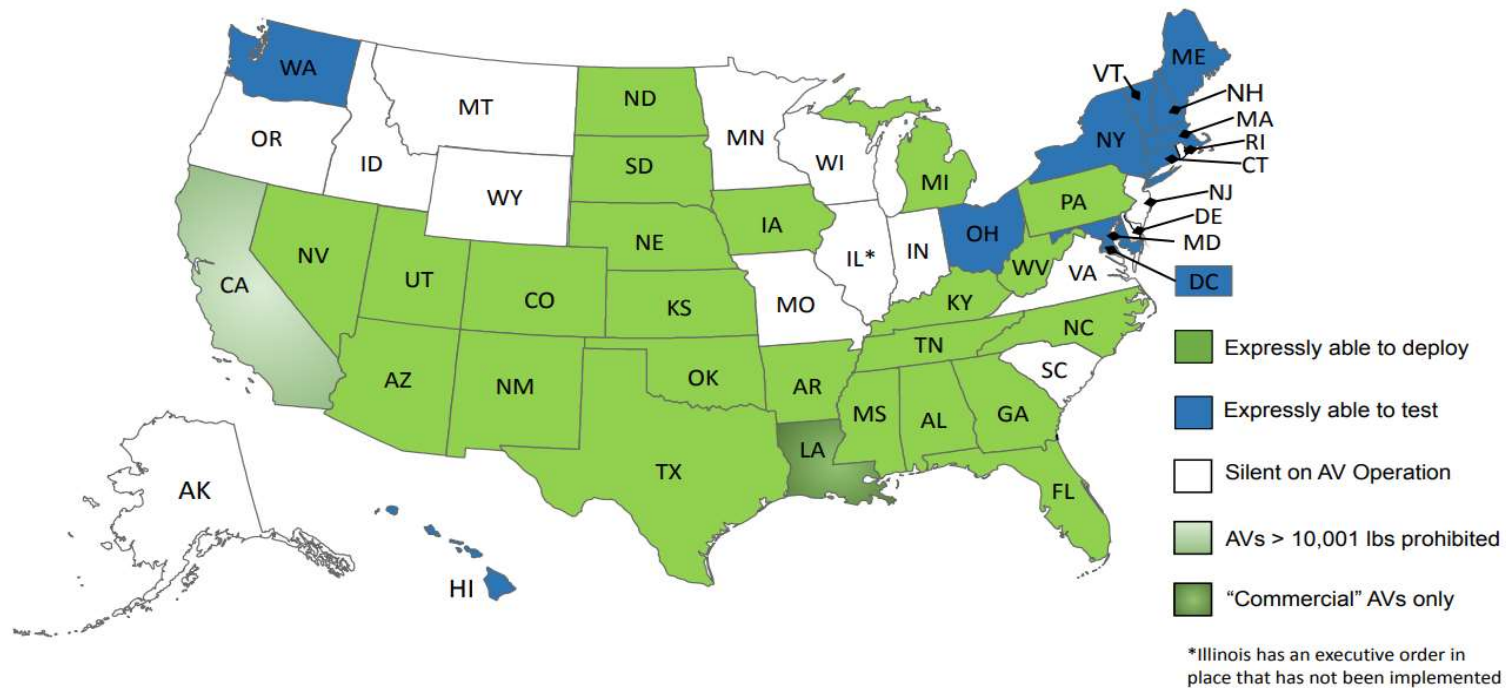 WA
MT
ND
MN
OR
ID
WY
SD
WI
MI
VT
ME
NH
MA
RI
CT
NY
NJ
DE
MD
DC
PA
OH
IN
IL*
IA
NE
NV
UT
CO
CA
KS
MO
KY
WV
VA
NC
TN
SC
AZ
NM
OK
AR
MS
AL
GA
LA
TX
FL
AK
HI
Expressly able to deploy
Expressly able to test
Silent on AV Operation
AVs > 10,001 lbs prohibited
“Commercial” AVs only
*Illinois has an executive order in
place that has not been implemented